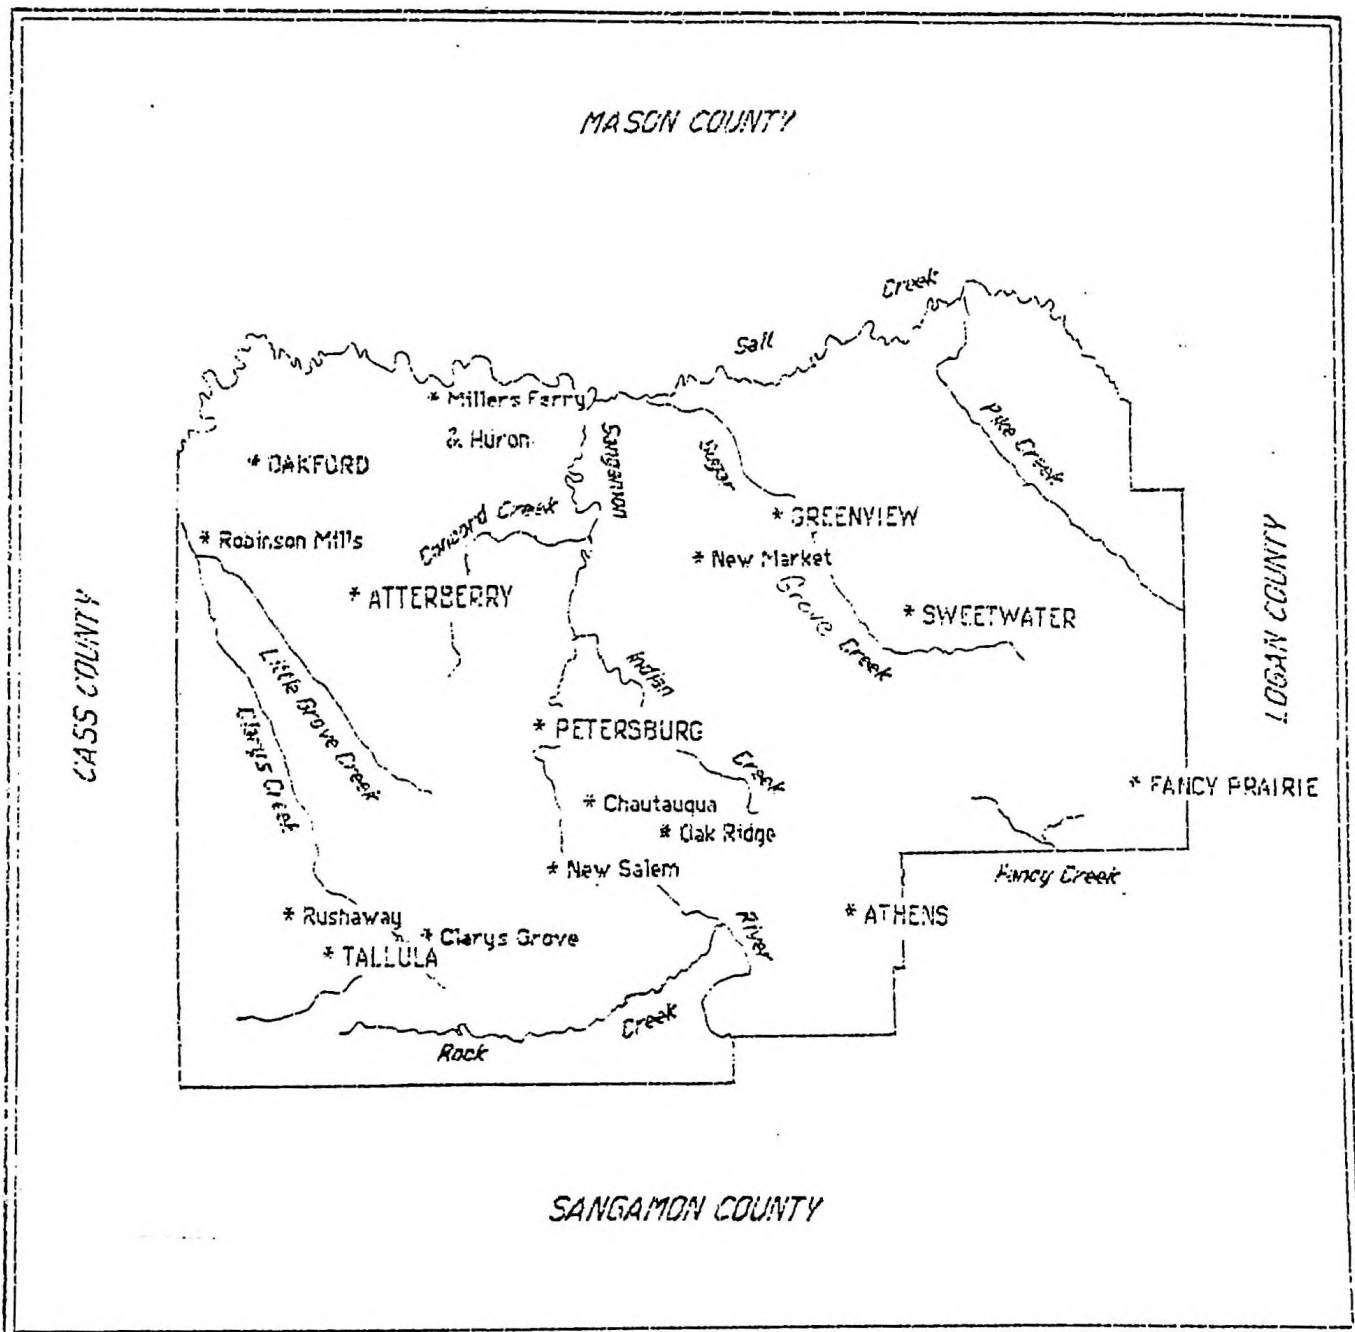 MASON COUNTY
Creek
Salt
* Millers Ferry
& Huron
Sangamon
Sugar
Pike Creek
* OAKFORD
Concord Creek
* GREENVIEW
* Robinson Mills
* New Market
* ATTERBERRY
Grove Creek
* SWEETWATER
LOGAN COUNTY
CASS COUNTY
Little Grove Creek
Indian
* PETERSBURG
Creek
Clarys Creek
* Chautauqua
* FANCY PRAIRIE
* Oak Ridge
* New Salem
Fancy Creek
* Rushaway
* Clarys Grove
River
* ATHENS
* TALLULA
Creek
Rock
SANGAMON COUNTY